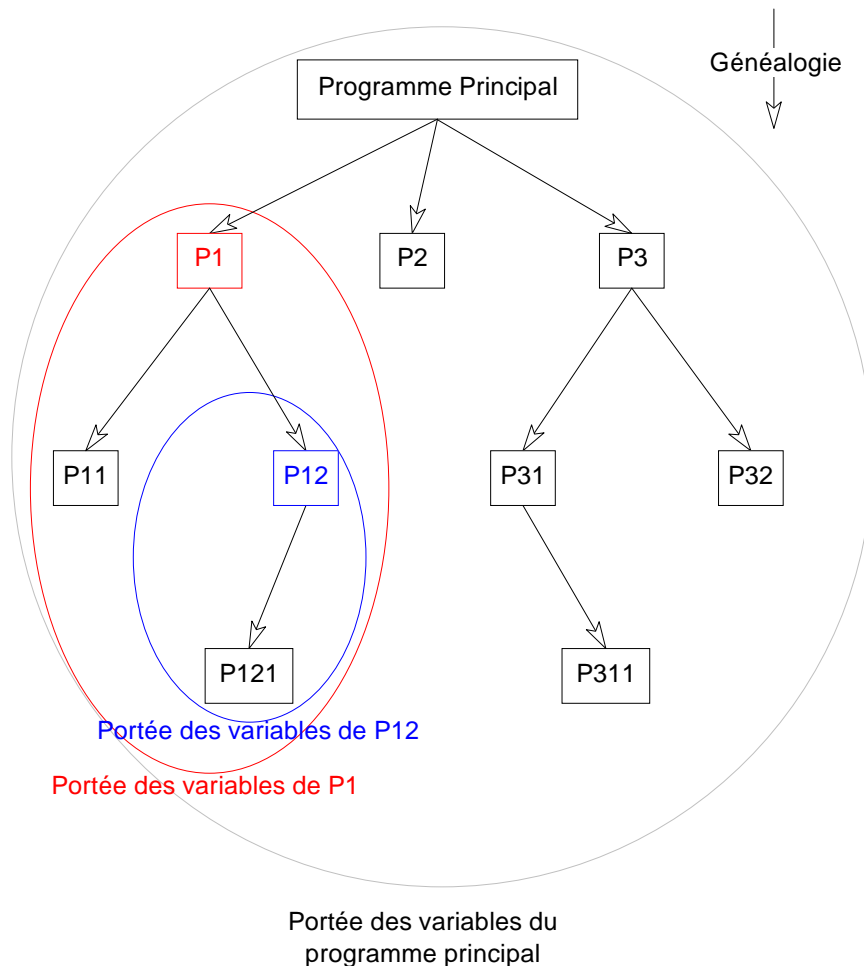 Généalogie
Programme Principal
P1
P2
P3
P11
P12
P31
P32
P121
P311
Portée des variables de P12
Portée des variables de P1
Portée des variables du
programme principal